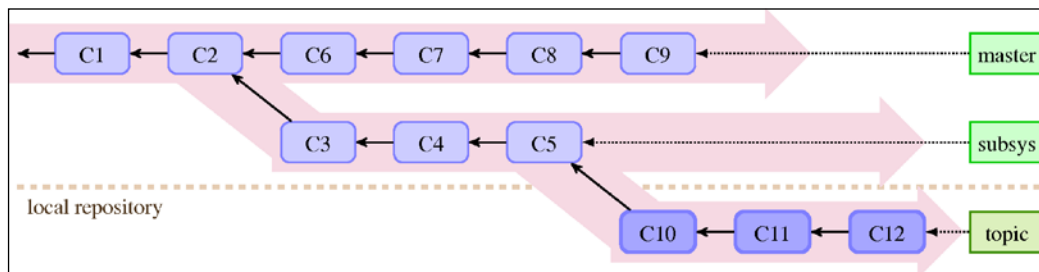 C1 C2 C6 C7 C8 C9 master
C3 C4 C5 subsys
local repository
C10 C11 C12 topic